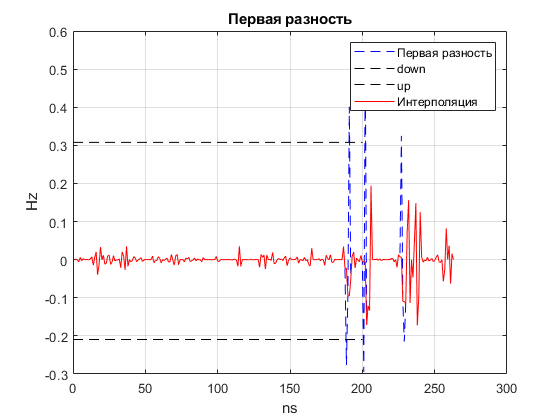 Первая разность
0.6
0.5
0.4
0.3
0.2
0.1
0
-0.1
-0.2
-0.3
Hz
Первая разность
down
up
Интерполяция
0 50 100 150 200 250 300
ns